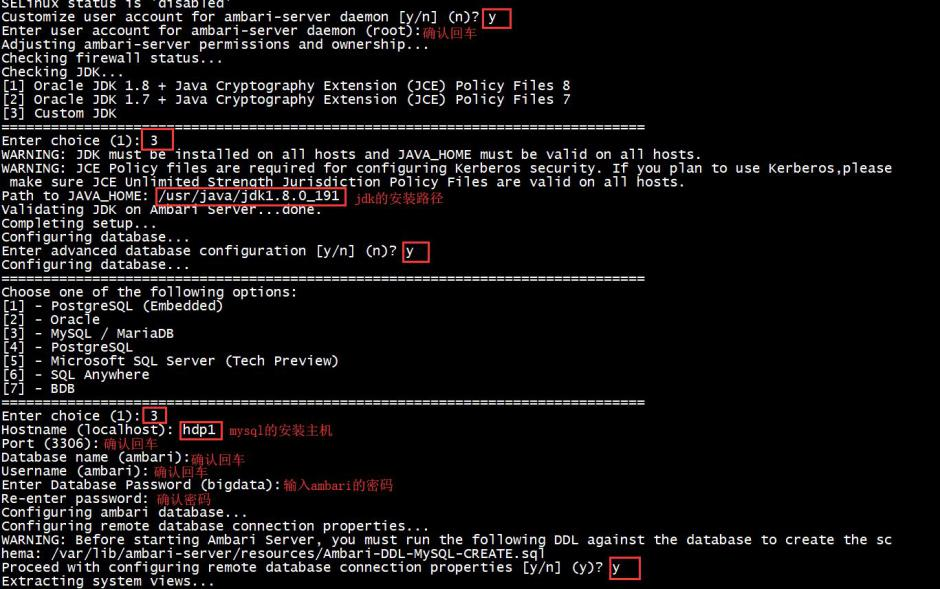 SELinux status is 'disabled'
Customize user account for ambari-server daemon [y/n] (n)? y
Enter user account for ambari-server daemon (root):确认回车
Adjusting ambari-server permissions and ownership...
Checking firewall status...
Checking JDK...
[1] Oracle JDK 1.8 + Java Cryptography Extension (JCE) Policy Files 8
[2] Oracle JDK 1.7 + Java Cryptography Extension (JCE) Policy Files 7
[3] Custom JDK
==============================================================================
Enter choice (1): 3
WARNING: JDK must be installed on all hosts and JAVA_HOME must be valid on all hosts.
WARNING: JCE Policy files are required for configuring Kerberos security. If you plan to use Kerberos,please
make sure JCE Unlimited Strength Jurisdiction Policy Files are valid on all hosts.
Path to JAVA_HOME: /usr/java/jdk1.8.0_191 jdk的安装路径
Validating JDK on Ambari Server...done.
Completing setup...
Configuring database...
Enter advanced database configuration [y/n] (n)? y
Configuring database...
==============================================================================
Choose one of the following options:
[1] - PostgreSQL (Embedded)
[2] - Oracle
[3] - MySQL / MariaDB
[4] - PostgreSQL
[5] - Microsoft SQL Server (Tech Preview)
[6] - SQL Anywhere
[7] - BDB
==============================================================================
Enter choice (1): 3
Hostname (localhost): hdp1 mysql的安装主机
Port (3306):确认回车
Database name (ambari):确认回车
Username (ambari):确认回车
Enter Database Password (bigdata):输入ambari的密码
Re-enter password: 确认密码
Configuring ambari database...
Configuring remote database connection properties...
WARNING: Before starting Ambari Server, you must run the following DDL against the database to create the sc
hema: /var/lib/ambari-server/resources/Ambari-DDL-MySQL-CREATE.sql
Proceed with configuring remote database connection properties [y/n] (y)? y
Extracting system views...